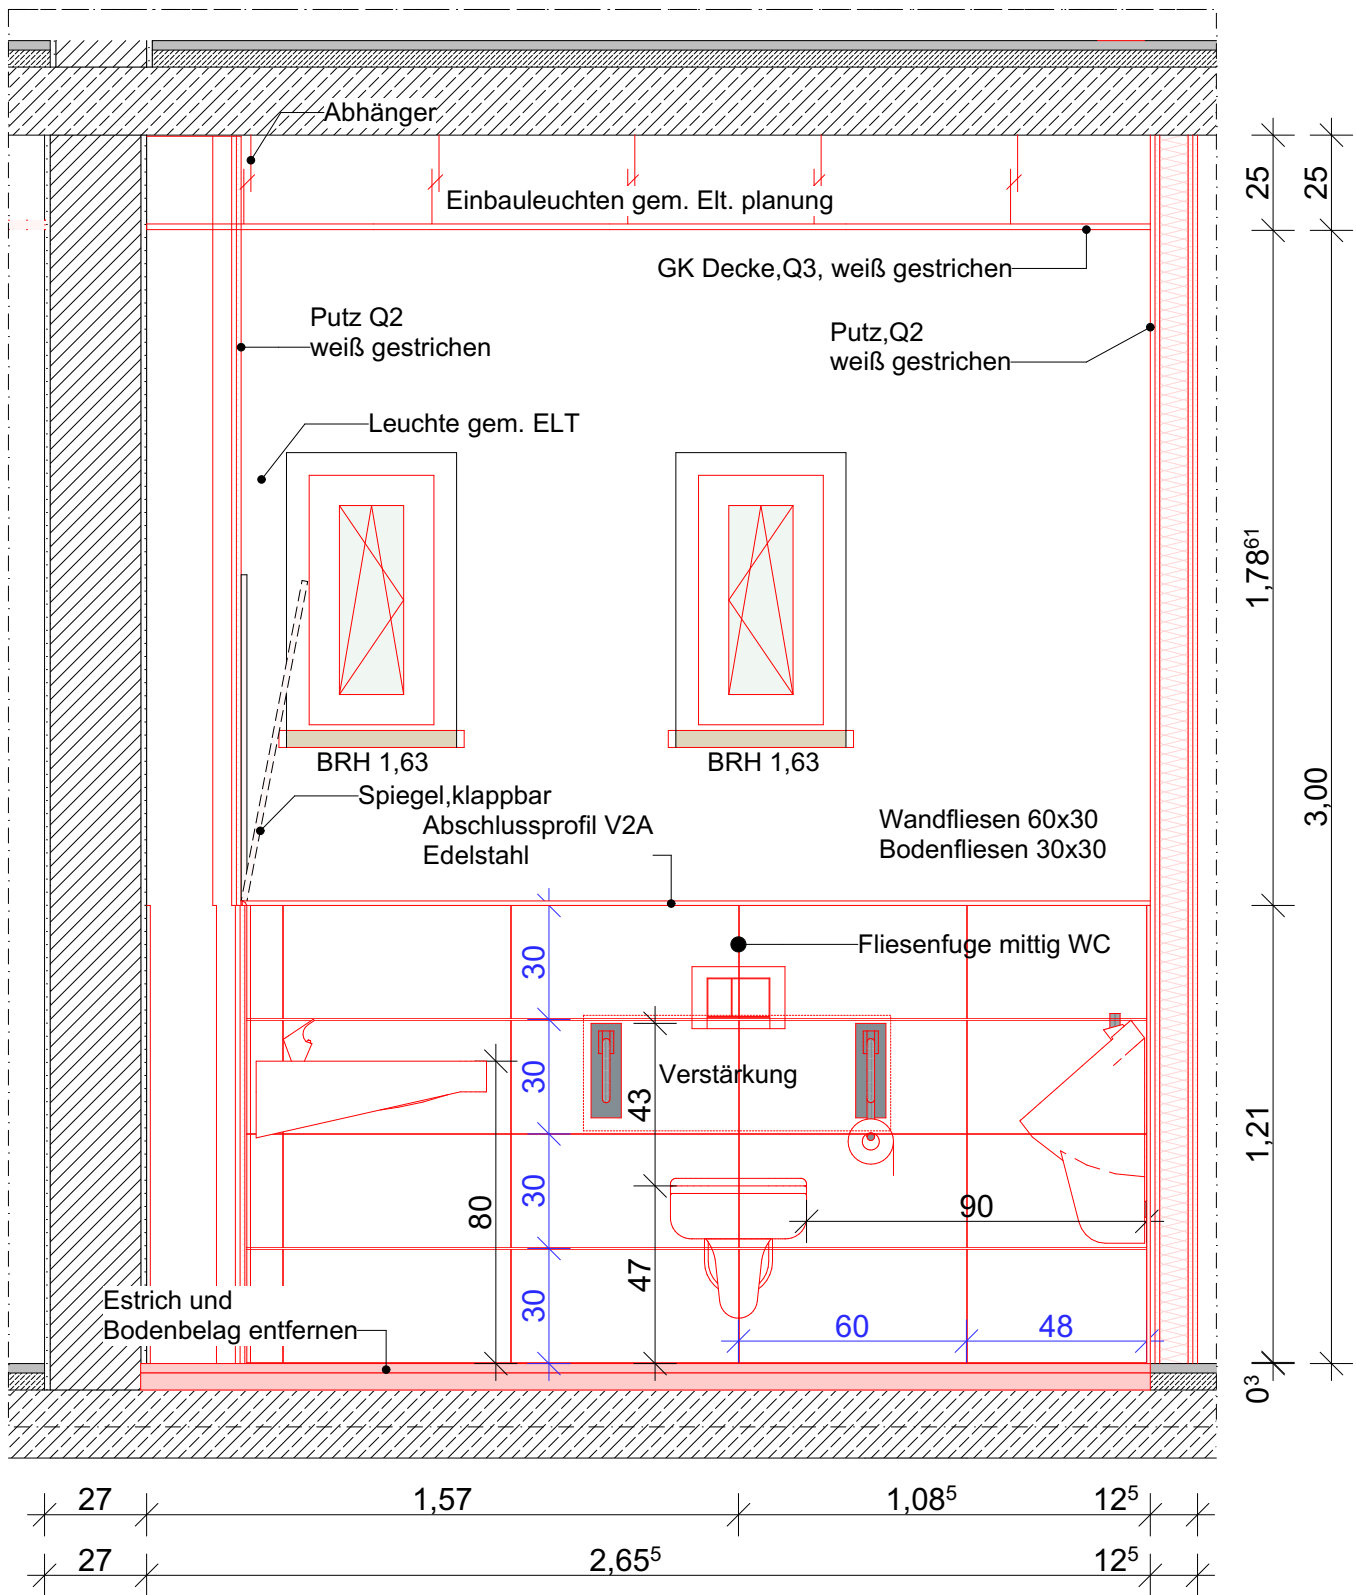 Abhänger
Einbauleuchten gem. Elt. planung
25
25
GK Decke,Q3, weiß gestrichen
Putz Q2
weiß gestrichen
Putz,Q2
weiß gestrichen
Leuchte gem. ELT
1,78⁶¹
3,00
BRH 1,63
BRH 1,63
Spiegel,klappbar
Abschlussprofil V2A
Edelstahl
Wandfliesen 60x30
Bodenfliesen 30x30
Fliesenfuge mittig WC
30
30
30
30
Verstärkung
43
80
47
90
1,21
Estrich und
Bodenbelag entfernen
60
48
0³
27
1,57
1,08⁵
12⁵
27
2,65⁵
12⁵